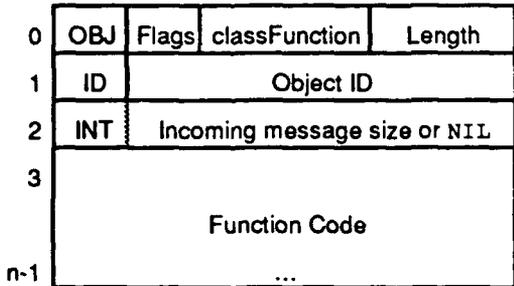 0 OBJ Flags classFunction Length
1 ID Object ID
2 INT Incoming message size or NIL
3
Function Code
n-1 ...